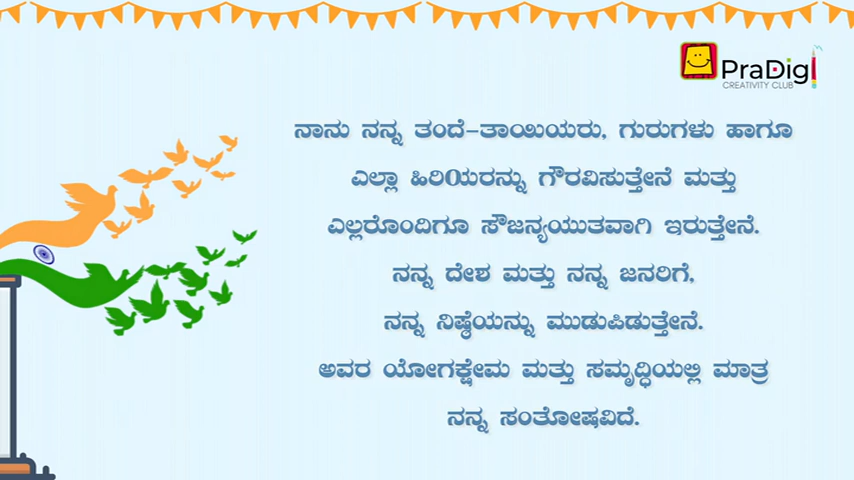 PraDigi
CREATIVITY CLUB
ನಾನು ನನ್ನ ತಂದೆ-ತಾಯಿಯರು, ಗುರುಗಳು ಹಾಗೂ
ಎಲ್ಲಾ ಹಿರಿಯರನ್ನು ಗೌರವಿಸುತ್ತೇನೆ ಮತ್ತು
ಎಲ್ಲರೊಂದಿಗೂ ಸೌಜನ್ಯಯುತವಾಗಿ ಇರುತ್ತೇನೆ.
ನನ್ನ ದೇಶ ಮತ್ತು ನನ್ನ ಜನರಿಗೆ,
ನನ್ನ ನಿಷ್ಠೆಯನ್ನು ಮುಡುಪಿಡುತ್ತೇನೆ.
ಅವರ ಯೋಗಕ್ಷೇಮ ಮತ್ತು ಸಮೃದ್ಧಿಯಲ್ಲಿ ಮಾತ್ರ
ನನ್ನ ಸಂತೋಷವಿದೆ.